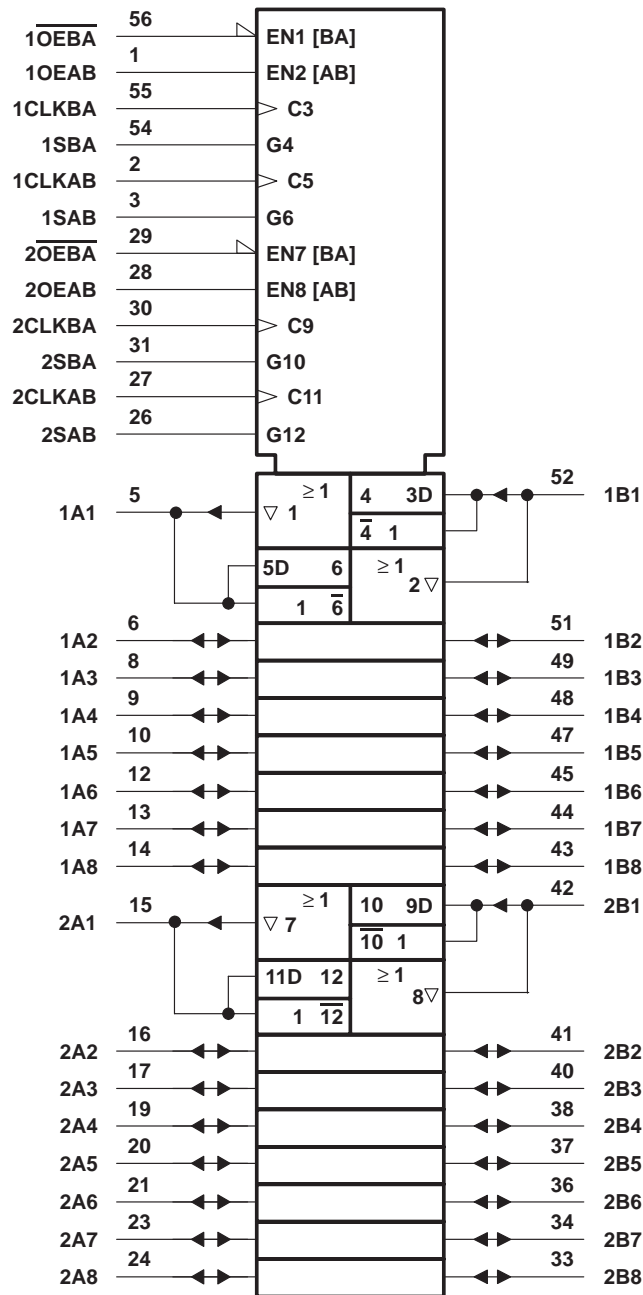 56
1OEBA EN1 [BA]
1
1OEAB EN2 [AB]
55
1CLKBA C3
54
1SBA G4
2
1CLKAB C5
3
1SAB G6
29
2OEBA EN7 [BA]
28
2OEAB EN8 [AB]
30
2CLKBA C9
31
2SBA G10
27
2CLKAB C11
26
2SAB G12
5 ≥ 1 4 3D 52
1A1 ▽ 1 1B1
4̅ 1
5D 6 ≥ 1
2 ▽
1 6̅
6 51
1A2 1B2
8 49
1A3 1B3
9 48
1A4 1B4
10 47
1A5 1B5
12 45
1A6 1B6
13 44
1A7 1B7
14 43
1A8 1B8
15 ≥ 1 10 9D 42
2A1 ▽ 7 2B1
1̅0̅ 1
11D 12 ≥ 1
8▽
1 1̅2̅
16 41
2A2 2B2
17 40
2A3 2B3
19 38
2A4 2B4
20 37
2A5 2B5
21 36
2A6 2B6
23 34
2A7 2B7
24 33
2A8 2B8